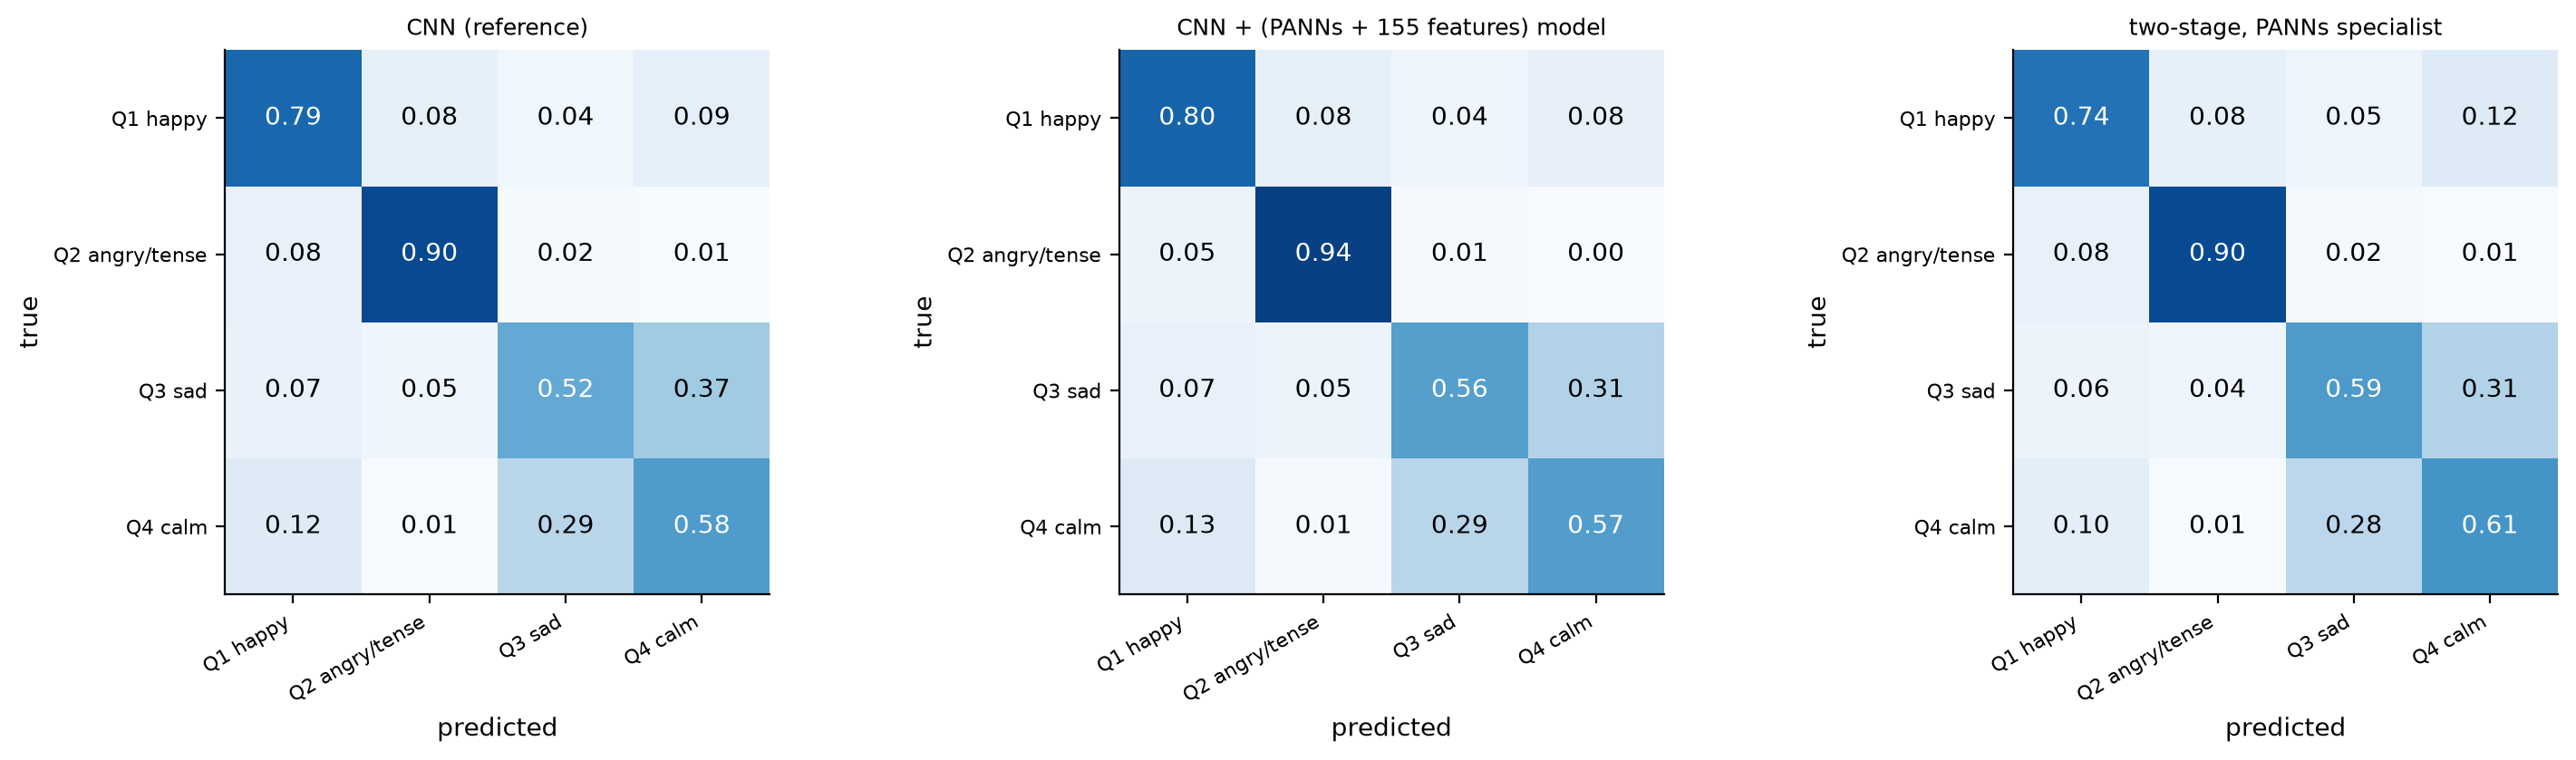 CNN (reference)
true
Q1 happy 0.79 0.08 0.04 0.09
Q2 angry/tense 0.08 0.90 0.02 0.01
Q3 sad 0.07 0.05 0.52 0.37
Q4 calm 0.12 0.01 0.29 0.58
Q1 happy Q2 angry/tense Q3 sad Q4 calm
predicted
CNN + (PANNs + 155 features) model
true
Q1 happy 0.80 0.08 0.04 0.08
Q2 angry/tense 0.05 0.94 0.01 0.00
Q3 sad 0.07 0.05 0.56 0.31
Q4 calm 0.13 0.01 0.29 0.57
Q1 happy Q2 angry/tense Q3 sad Q4 calm
predicted
two-stage, PANNs specialist
true
Q1 happy 0.74 0.08 0.05 0.12
Q2 angry/tense 0.08 0.90 0.02 0.01
Q3 sad 0.06 0.04 0.59 0.31
Q4 calm 0.10 0.01 0.28 0.61
Q1 happy Q2 angry/tense Q3 sad Q4 calm
predicted